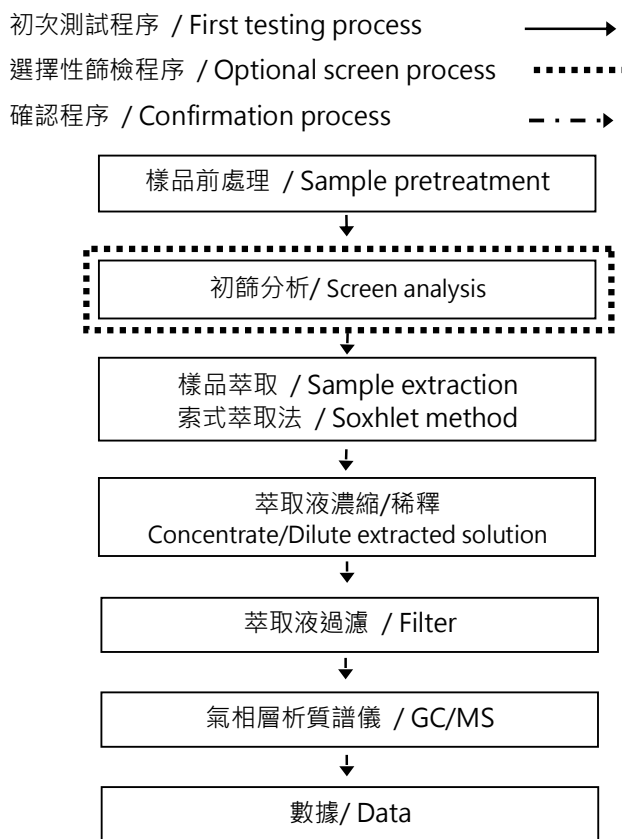 初次測試程序 / First testing process
選擇性篩檢程序 / Optional screen process
確認程序 / Confirmation process
樣品前處理 / Sample pretreatment
初篩分析/ Screen analysis
樣品萃取 / Sample extraction
索式萃取法 / Soxhlet method
萃取液濃縮/稀釋
Concentrate/Dilute extracted solution
萃取液過濾 / Filter
氣相層析質譜儀 / GC/MS
數據/ Data